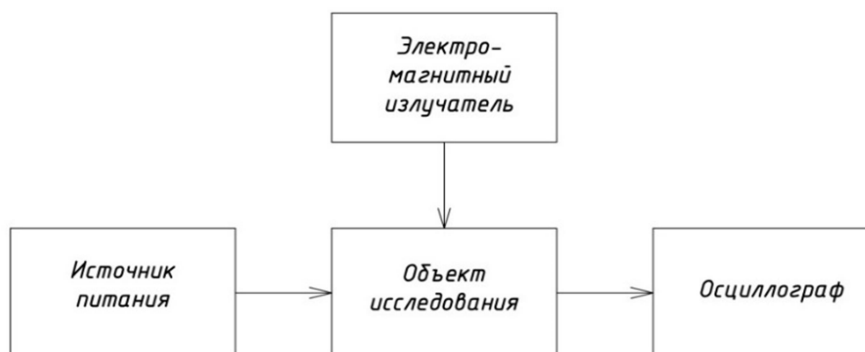 Электро-
магнитный
излучатель
Источник
питания
Объект
исследования
Осциллограф